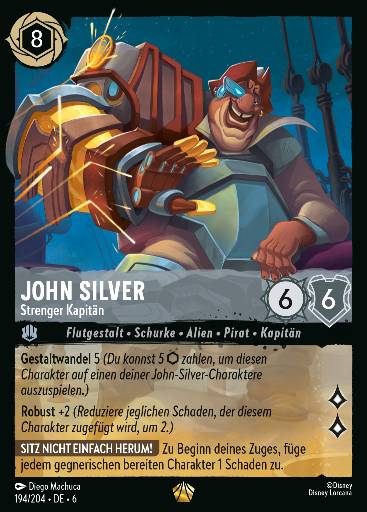 8
JOHN SILVER
Strenger Kapitän
6
6
Flutgestalt • Schurke • Alien • Pirat • Kapitän
Gestaltwandel 5 (Du kannst 5 zahlen, um diesen
Charakter auf einen deiner John-Silver-Charaktere
auszuspielen.)
Robust +2 (Reduziere jeglichen Schaden, der diesem
Charakter zugefügt wird, um 2.)
SITZ NICHT EINFACH HERUM! Zu Beginn deines Zuges, füge
jedem gegnerischen bereiten Charakter 1 Schaden zu.
Diego Machuca
194/204 • DE • 6
©Disney
Disney Lorcana